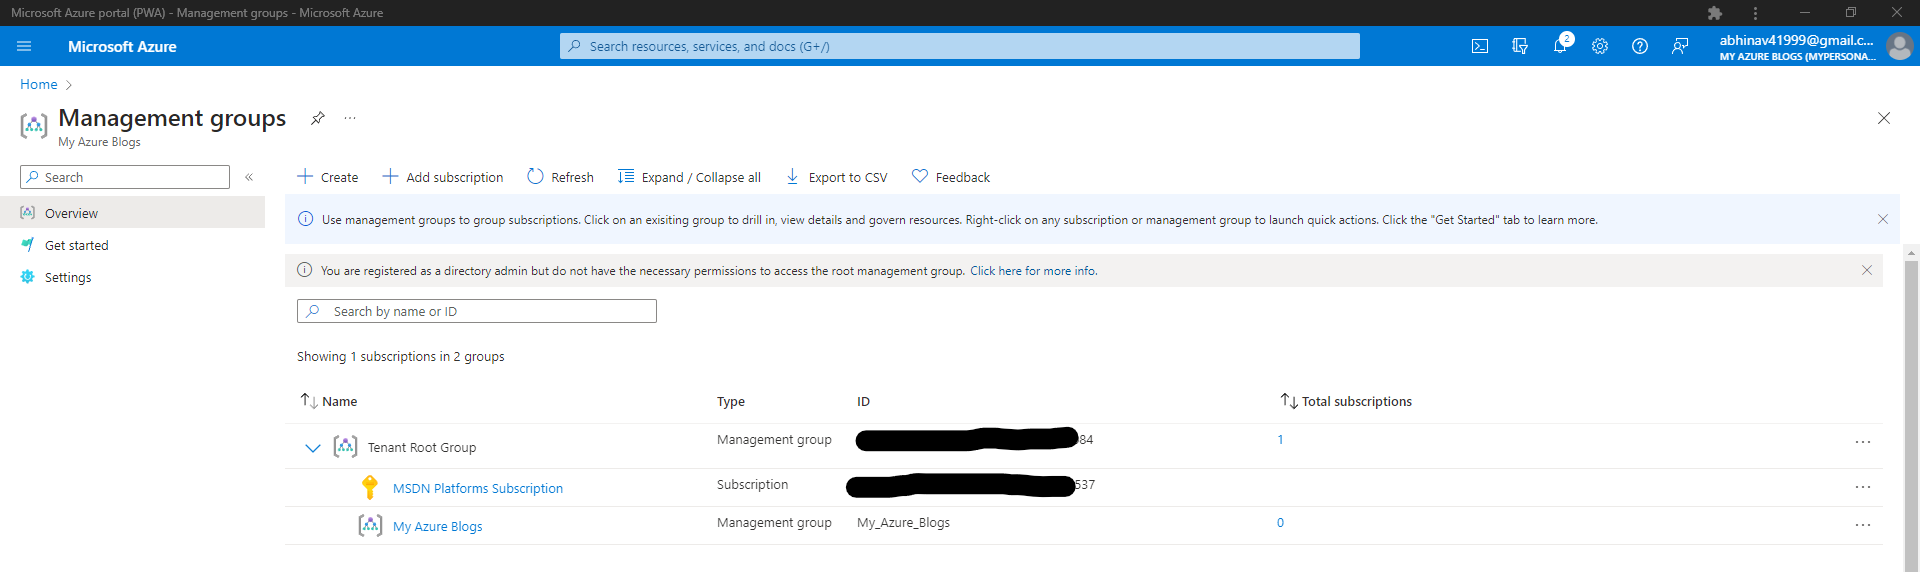 Microsoft Azure portal (PWA) - Management groups - Microsoft Azure
Microsoft Azure
Search resources, services, and docs (G+/)
2
abhinav41999@gmail.c...
MY AZURE BLOGS (MYPERSONA...
Home
Management groups
My Azure Blogs
Search
Create
Add subscription
Refresh
Expand / Collapse all
Export to CSV
Feedback
Overview
Get started
Settings
Use management groups to group subscriptions. Click on an exisiting group to drill in, view details and govern resources. Right-click on any subscription or management group to launch quick actions. Click the "Get Started" tab to learn more.
You are registered as a directory admin but do not have the necessary permissions to access the root management group. Click here for more info.
Search by name or ID
Showing 1 subscriptions in 2 groups
Name Type ID Total subscriptions
Tenant Root Group Management group 84 1
MSDN Platforms Subscription Subscription 537
My Azure Blogs Management group My_Azure_Blogs 0